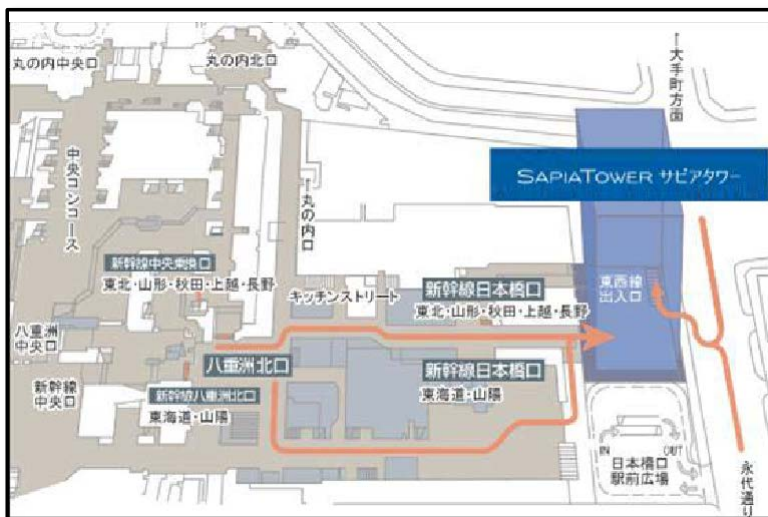 丸の内中央口
丸の内北口
↑大手町方面
SAPIATOWER サピアタワー
中央コンコース
↑丸の内口
新幹線中央乗換口
東北・山形・秋田・上越・長野
キッチンストリート
新幹線日本橋口
東北・山形・秋田・上越・長野
東西線
出入口
八重洲
中央口
八重洲北口
新幹線
中央口
新幹線八重洲北口
東海道・山陽
新幹線日本橋口
東海道・山陽
IN
OUT
日本橋口
駅前広場
永代通り